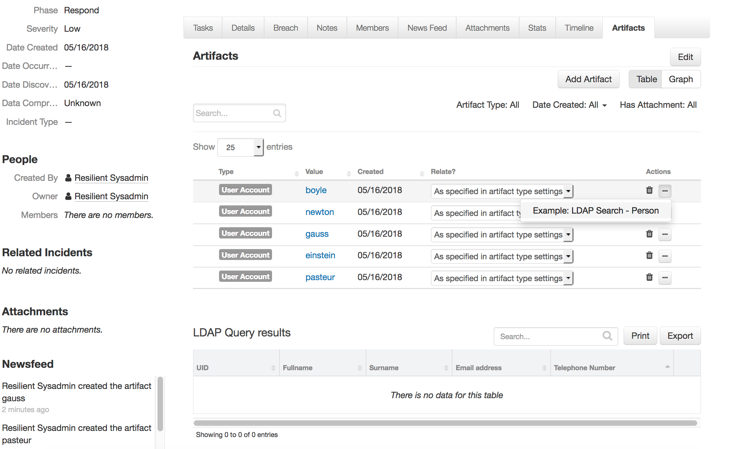 Phase Respond
Severity Low
Date Created 05/16/2018
Date Occurr... —
Date Discov... 05/16/2018
Data Compr... Unknown
Incident Type —
People
Created By Resilient Sysadmin
Owner Resilient Sysadmin
Members There are no members.
Related Incidents
No related incidents.
Attachments
There are no attachments.
Newsfeed
Resilient Sysadmin created the artifact
gauss
2 minutes ago
Resilient Sysadmin created the artifact
pasteur
Tasks Details Breach Notes Members News Feed Attachments Stats Timeline Artifacts
Artifacts Edit
Add Artifact Table Graph
Search... Artifact Type: All Date Created: All Has Attachment: All
Show 25 entries
Type Value Created Relate? Actions
User Account boyle 05/16/2018 As specified in artifact type settings
Example: LDAP Search - Person
User Account newton 05/16/2018 As specified in artifact ty
User Account gauss 05/16/2018 As specified in artifact type settings
User Account einstein 05/16/2018 As specified in artifact type settings
User Account pasteur 05/16/2018 As specified in artifact type settings
LDAP Query results Search... Print Export
UID Fullname Surname Email address Telephone Number
There is no data for this table
Showing 0 to 0 of 0 entries